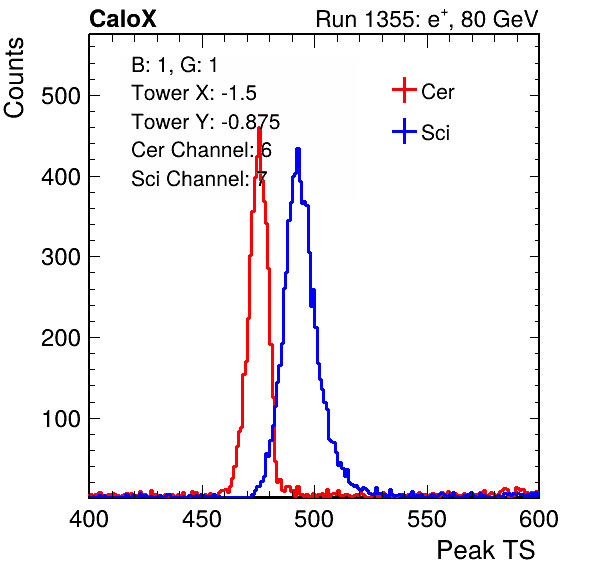 CaloX Run 1355: e⁺, 80 GeV
Counts
B: 1, G: 1
Tower X: -1.5
Tower Y: -0.875
Cer Channel: 6
Sci Channel: 7
Cer
Sci
500
400
300
200
100
400 450 500 550 600
Peak TS